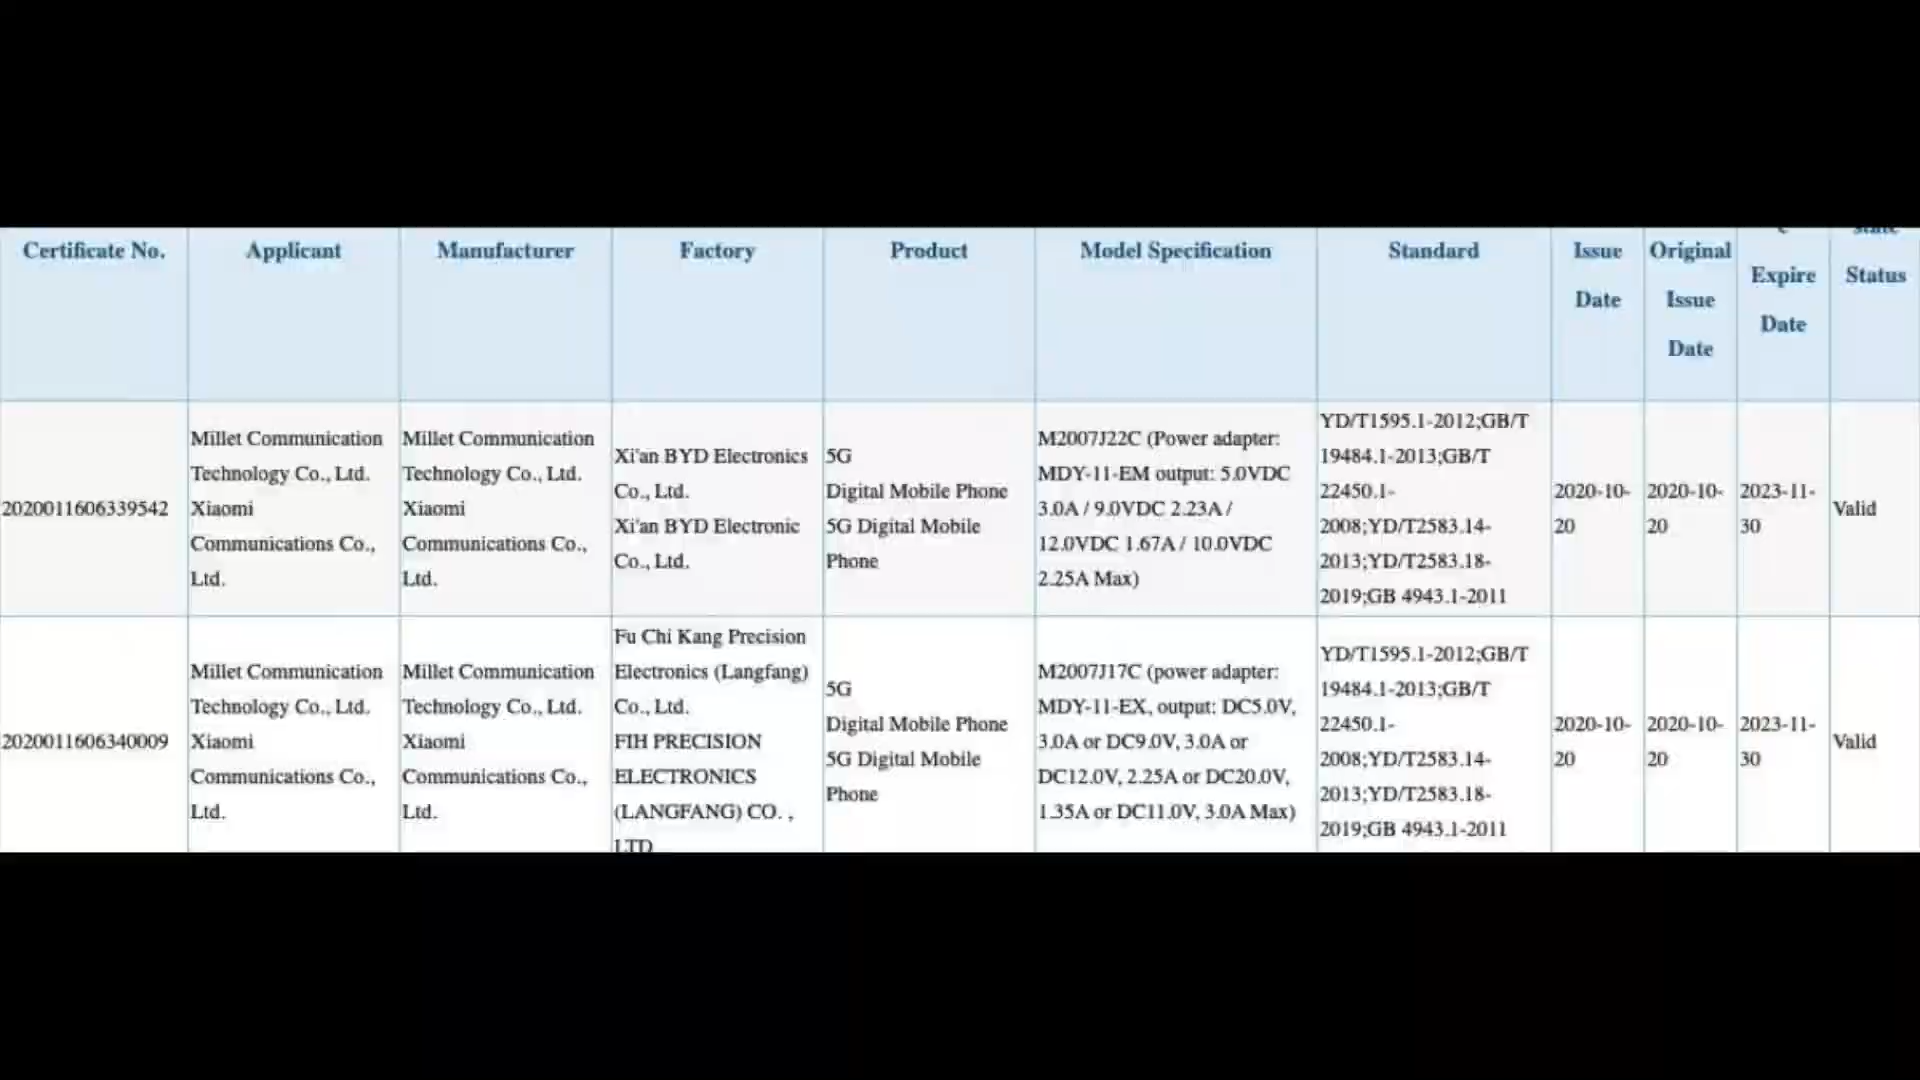 Certificate No.
Applicant
Manufacturer
Factory
Product
Model Specification
Standard
Issue
Date
Original
Issue
Date
Expire
Date
Status
2020011606339542
Millet Communication
Technology Co., Ltd.
Xiaomi
Communications Co.,
Ltd.
Millet Communication
Technology Co., Ltd.
Xiaomi
Communications Co.,
Ltd.
Xi'an BYD Electronics
Co., Ltd.
Xi'an BYD Electronic
Co., Ltd.
5G
Digital Mobile Phone
5G Digital Mobile
Phone
M2007J22C (Power adapter:
MDY-11-EM output: 5.0VDC
3.0A / 9.0VDC 2.23A /
12.0VDC 1.67A / 10.0VDC
2.25A Max)
YD/T1595.1-2012;GB/T
19484.1-2013;GB/T
22450.1-
2008;YD/T2583.14-
2013;YD/T2583.18-
2019;GB 4943.1-2011
2020-10-
20
2020-10-
20
2023-11-
30
Valid
2020011606340009
Millet Communication
Technology Co., Ltd.
Xiaomi
Communications Co.,
Ltd.
Millet Communication
Technology Co., Ltd.
Xiaomi
Communications Co.,
Ltd.
Fu Chi Kang Precision
Electronics (Langfang)
Co., Ltd.
FIH PRECISION
ELECTRONICS
(LANGFANG) CO. ,
LTD
5G
Digital Mobile Phone
5G Digital Mobile
Phone
M2007J17C (power adapter:
MDY-11-EX, output: DC5.0V,
3.0A or DC9.0V, 3.0A or
DC12.0V, 2.25A or DC20.0V,
1.35A or DC11.0V, 3.0A Max)
YD/T1595.1-2012;GB/T
19484.1-2013;GB/T
22450.1-
2008;YD/T2583.14-
2013;YD/T2583.18-
2019;GB 4943.1-2011
2020-10-
20
2020-10-
20
2023-11-
30
Valid